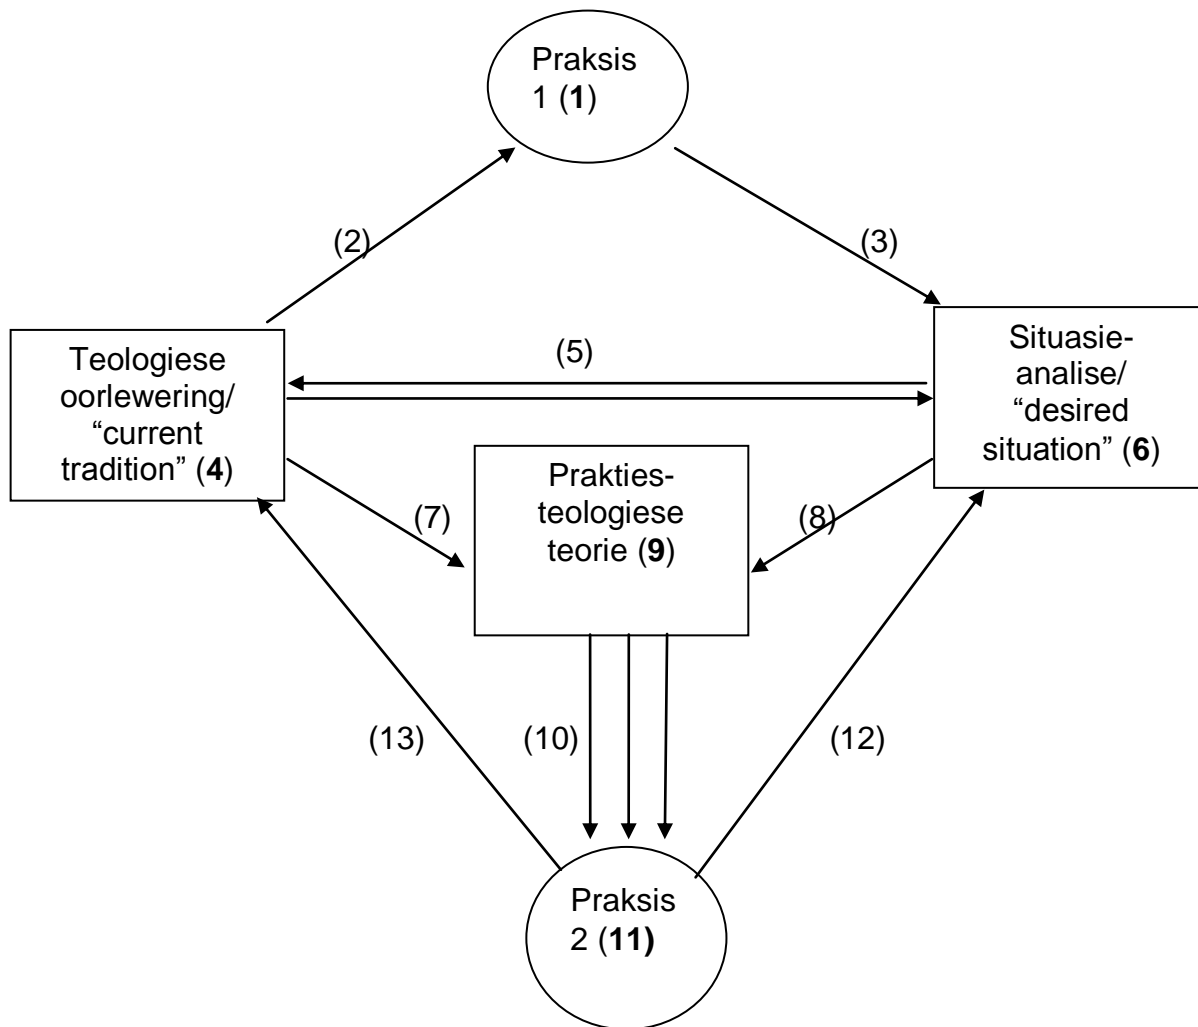 Praksis
1 (1)
(2)
(3)
Teologiese
oorlewering/
“current
tradition” (4)
(5)
Situasie-
analise/
“desired
situation” (6)
(7)
Prakties-
teologiese
teorie (9)
(8)
(13)
(10)
(12)
Praksis
2 (11)